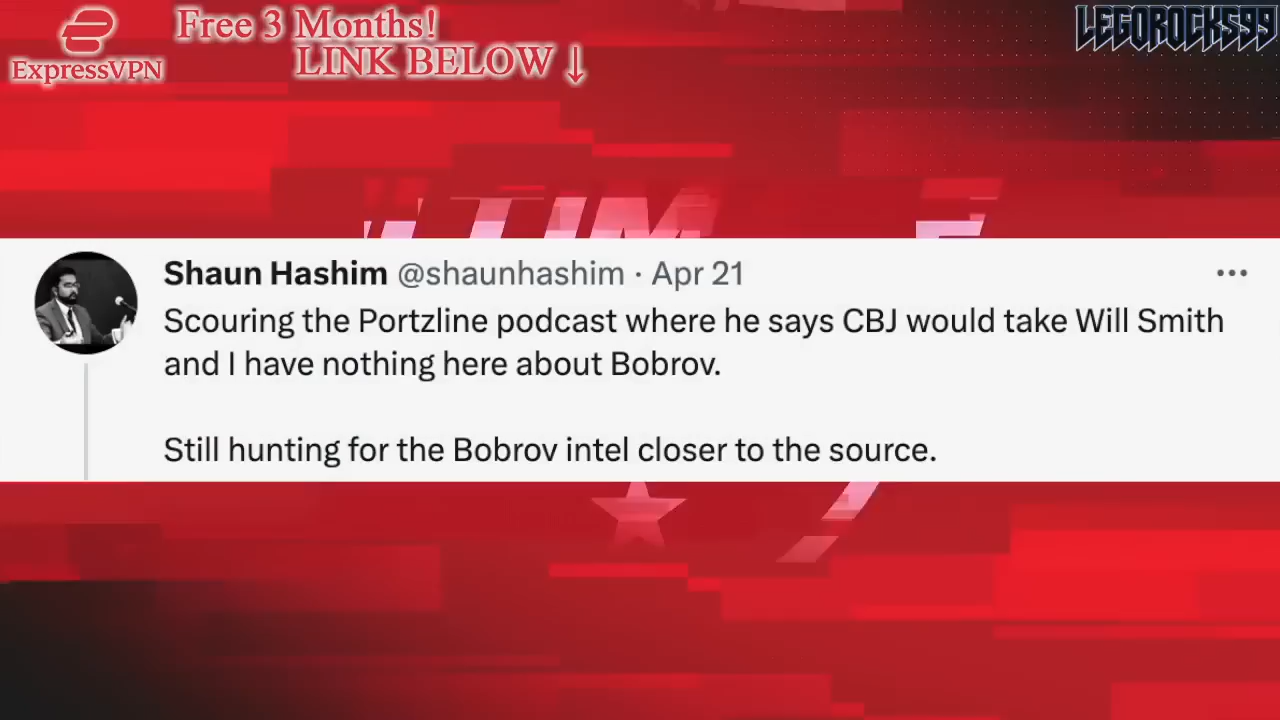 ExpressVPN
Free 3 Months!
LINK BELOW ↓
LEGOROCKS99
Shaun Hashim @shaunhashim · Apr 21
Scouring the Portzline podcast where he says CBJ would take Will Smith
and I have nothing here about Bobrov.
Still hunting for the Bobrov intel closer to the source.